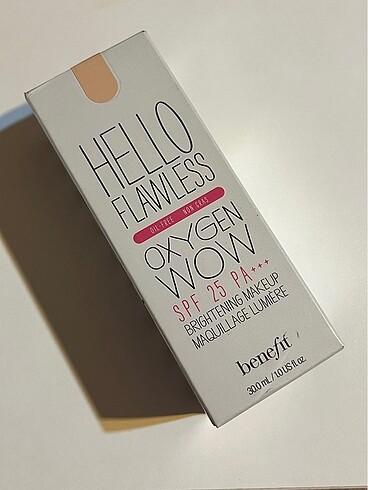 HELLO
FLAWLESS
OIL-FREE NON GRAS
OXYGEN
WOW
SPF 25 PA+++
BRIGHTENING MAKEUP
MAQUILLAGE LUMIÈRE
benefit
30.0 mL / 1.0 US fl. oz.